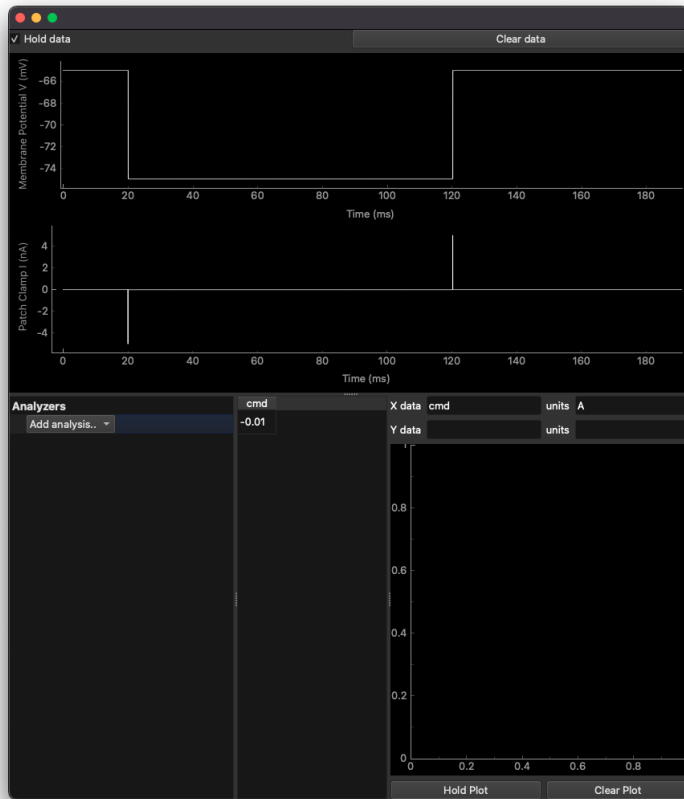 Hold data
Clear data
Membrane Potential V (mV)
-66
-68
-70
-72
-74
0 20 40 60 80 100 120 140 160 180
Time (ms)
Patch Clamp I (nA)
4
2
0
-2
-4
0 20 40 60 80 100 120 140 160 180
Time (ms)
Analyzers
Add analysis..
cmd
-0.01
X data cmd units A
Y data units
1
0.8
0.6
0.4
0.2
0
0 0.2 0.4 0.6 0.8
Hold Plot
Clear Plot